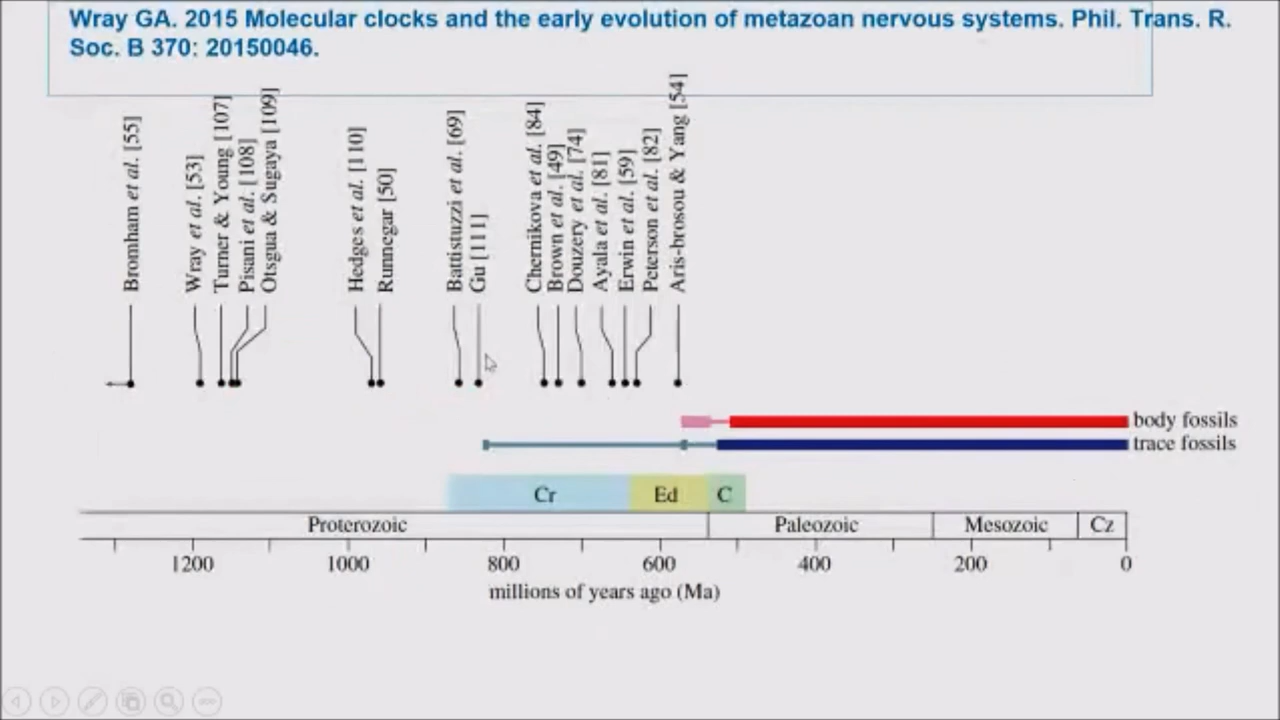 Wray GA. 2015 Molecular clocks and the early evolution of metazoan nervous systems. Phil. Trans. R.
Soc. B 370: 20150046.
Bromham et al. [55]
Wray et al. [53]
Turner & Young [107]
Pisani et al. [108]
Otsgua & Sugaya [109]
Hedges et al. [110]
Runnegar [50]
Battistuzzi et al. [69]
Gu [111]
Chernikova et al. [84]
Brown et al. [49]
Douzery et al. [74]
Ayala et al. [81]
Erwin et al. [59]
Peterson et al. [82]
Aris-brosou & Yang [54]
body fossils
trace fossils
Cr Ed C
Proterozoic Paleozoic Mesozoic Cz
1200 1000 800 600 400 200 0
millions of years ago (Ma)